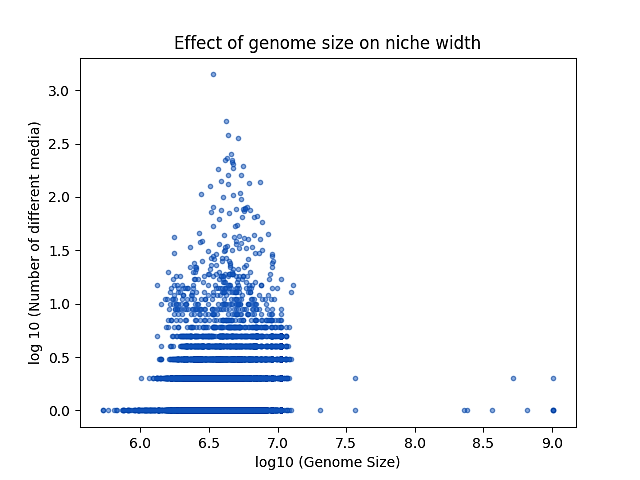 Effect of genome size on niche width
log 10 (Number of different media)
3.0
2.5
2.0
1.5
1.0
0.5
0.0
6.0 6.5 7.0 7.5 8.0 8.5 9.0
log10 (Genome Size)